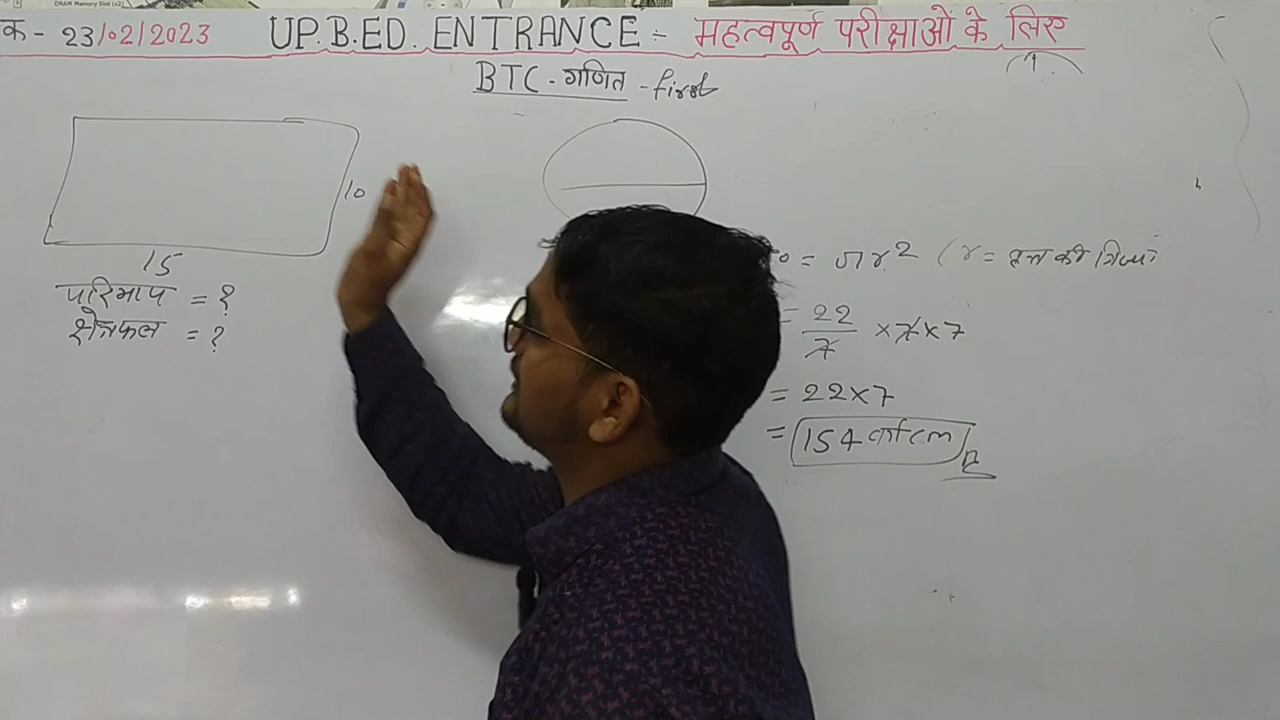 क - 23/02/2023 UP.B.ED. ENTRANCE :- महत्वपूर्ण परीक्षाओं के लिए
BTC - गणित - first
10
15
परिमाप = ?
क्षेत्रफल = ?
= πr² (r = वृत्त की त्रिज्या
= 22/7 × 7 × 7
= 22×7
= 154 वर्ग cm